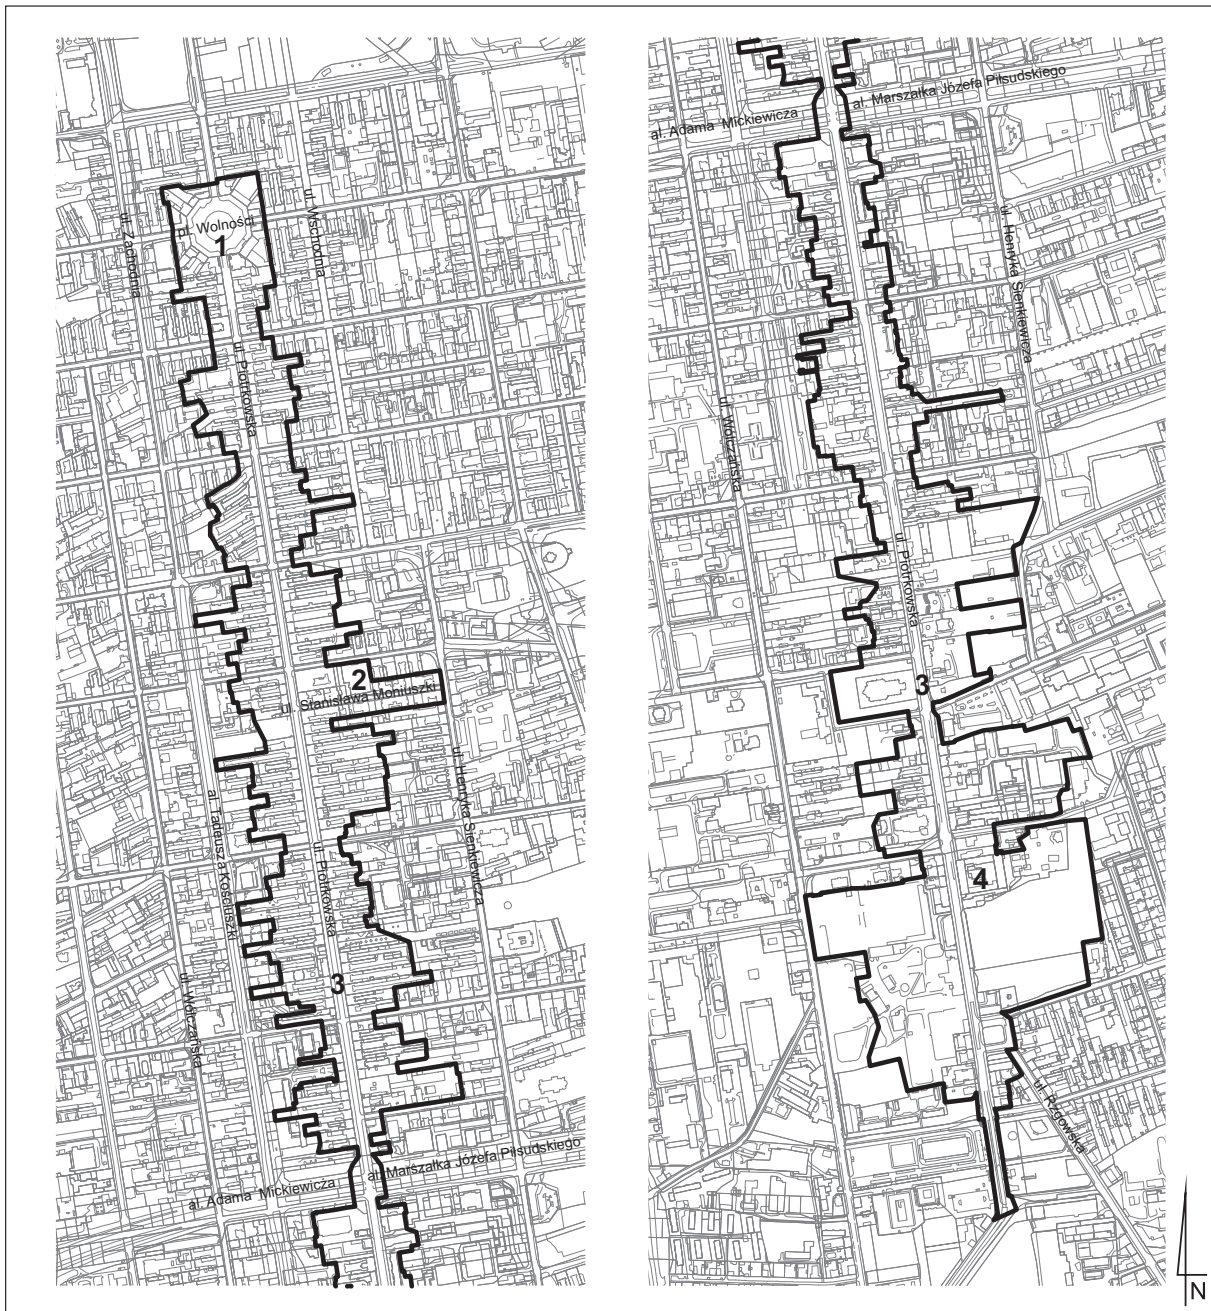 ul. Zachodnia
pl. Wolności
1
ul. Wschodnia
ul. Piotrkowska
2
ul. Stanisława Moniuszki
ul. Henryka Sienkiewicza
al. Tadeusza Kościuszki
ul. Piotrkowska
3
ul. Wólczańska
al. Marszałka Józefa Piłsudskiego
al. Adama Mickiewicza
al. Marszałka Józefa Piłsudskiego
al. Adama Mickiewicza
ul. Henryka Sienkiewicza
ul. Wólczańska
ul. Piotrkowska
3
4
ul. Rzgowska
N